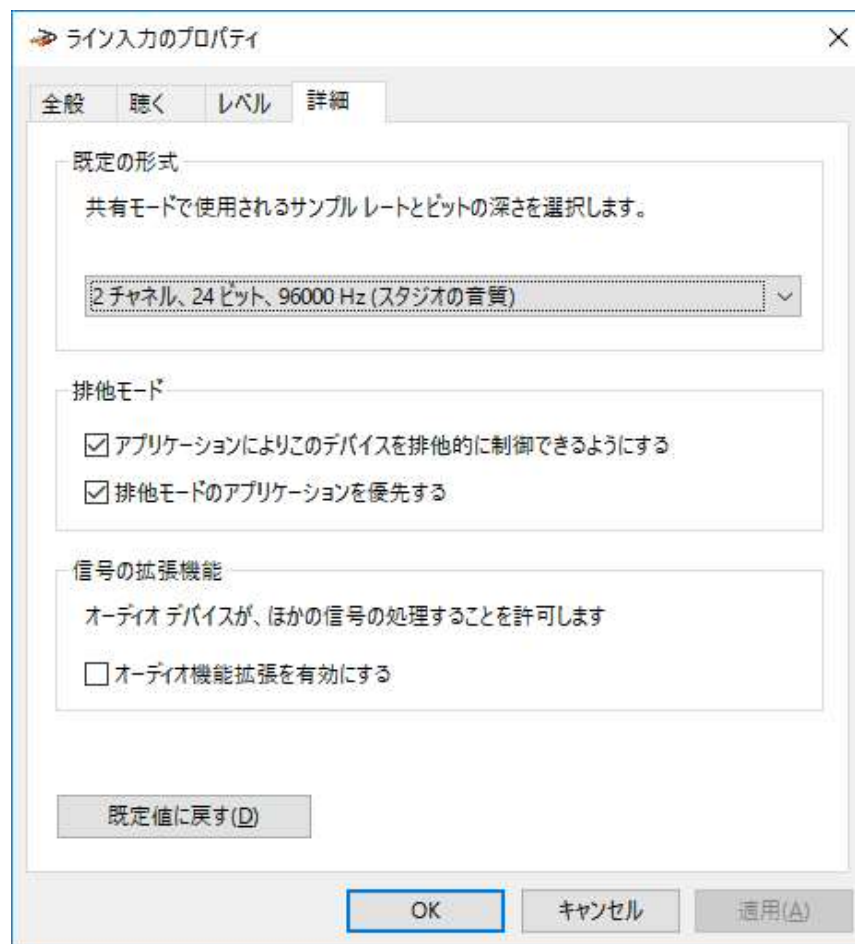 ライン入力のプロパティ
全般 聴く レベル 詳細
既定の形式
共有モードで使用されるサンプル レートとビットの深さを選択します。
2 チャネル、24 ビット、96000 Hz (スタジオの音質)
排他モード
アプリケーションによりこのデバイスを排他的に制御できるようにする
排他モードのアプリケーションを優先する
信号の拡張機能
オーディオ デバイスが、ほかの信号の処理することを許可します
オーディオ機能拡張を有効にする
既定値に戻す(D)
OK キャンセル 適用(A)